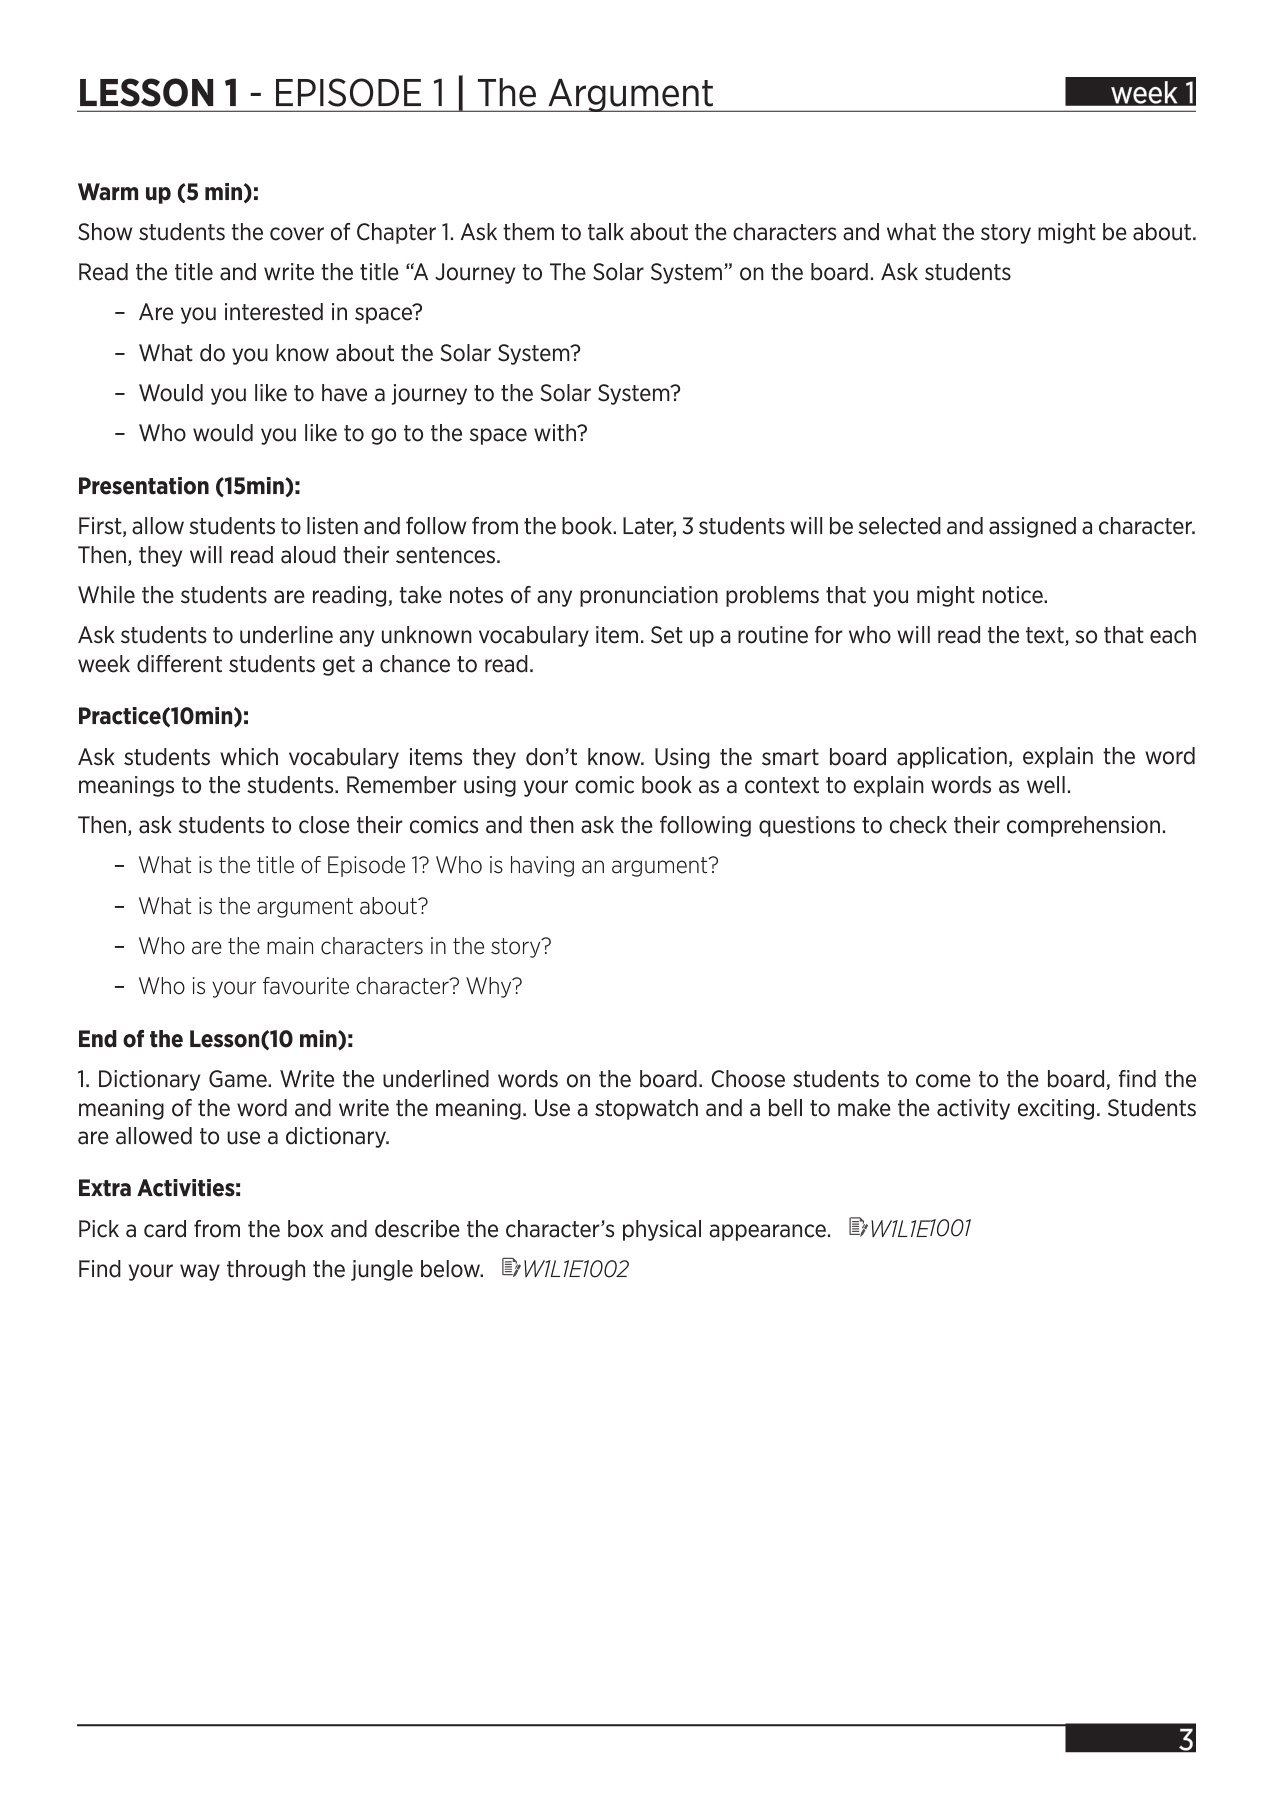 LESSON 1 - EPISODE 1 | The Argument
week 1
Warm up (5 min):
Show students the cover of Chapter 1. Ask them to talk about the characters and what the story might be about.
Read the title and write the title “A Journey to The Solar System” on the board. Ask students
– Are you interested in space?
– What do you know about the Solar System?
– Would you like to have a journey to the Solar System?
– Who would you like to go to the space with?
Presentation (15min):
First, allow students to listen and follow from the book. Later, 3 students will be selected and assigned a character.
Then, they will read aloud their sentences.
While the students are reading, take notes of any pronunciation problems that you might notice.
Ask students to underline any unknown vocabulary item. Set up a routine for who will read the text, so that each
week different students get a chance to read.
Practice(10min):
Ask students which vocabulary items they don’t know. Using the smart board application, explain the word
meanings to the students. Remember using your comic book as a context to explain words as well.
Then, ask students to close their comics and then ask the following questions to check their comprehension.
– What is the title of Episode 1? Who is having an argument?
– What is the argument about?
– Who are the main characters in the story?
– Who is your favourite character? Why?
End of the Lesson(10 min):
1. Dictionary Game. Write the underlined words on the board. Choose students to come to the board, find the
meaning of the word and write the meaning. Use a stopwatch and a bell to make the activity exciting. Students
are allowed to use a dictionary.
Extra Activities:
Pick a card from the box and describe the character’s physical appearance. W1L1E1001
Find your way through the jungle below. W1L1E1002
3